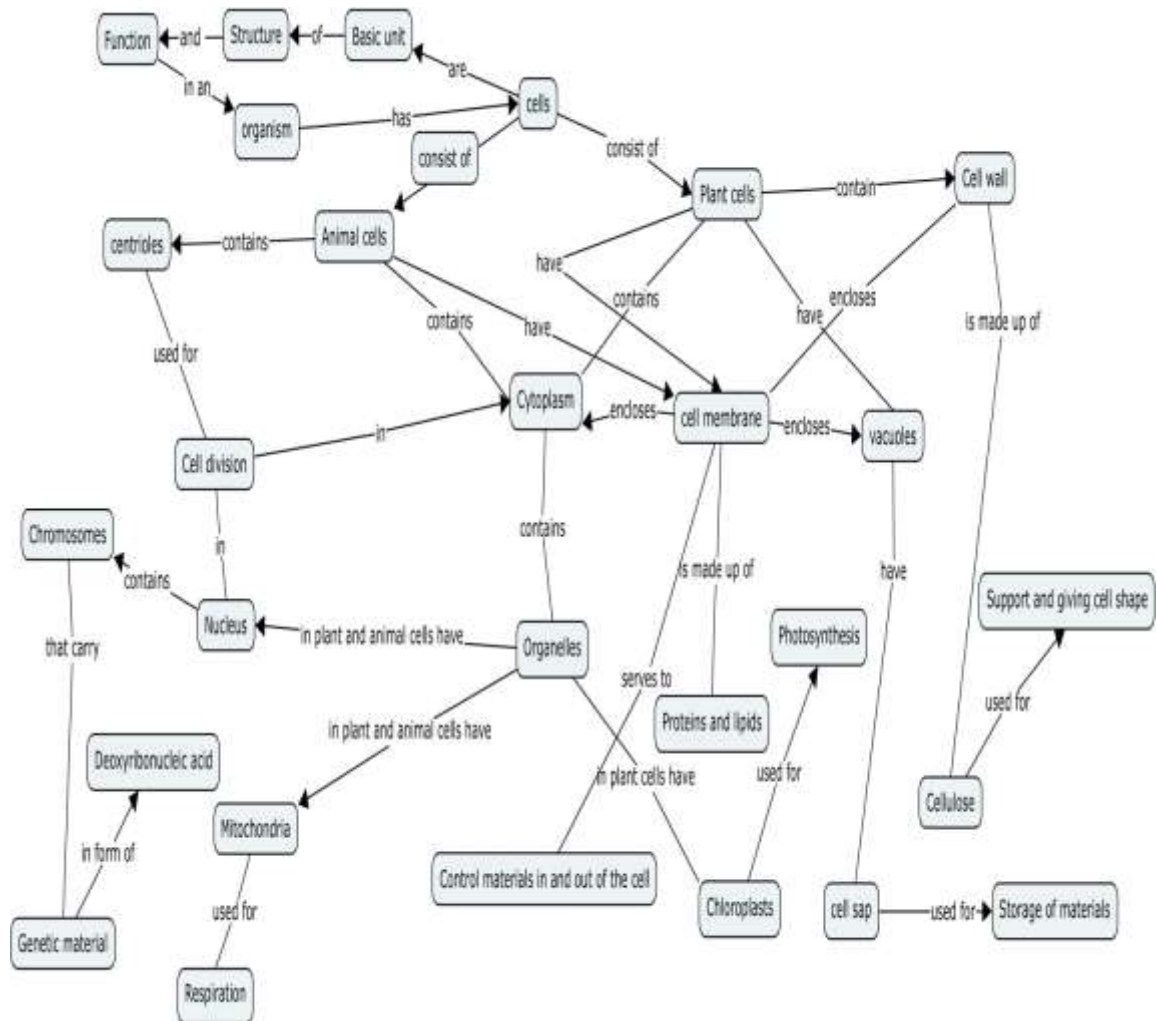 Function
and
Structure
of
Basic unit
are
in an
organism
has
cells
consist of
consist of
Plant cells
contain
Cell wall
centrioles
contains
Animal cells
have
contains
encloses
have
is made up of
used for
contains
have
Cytoplasm
encloses
cell membrane
encloses
vacuoles
in
Cell division
Chromosomes
in
contains
contains
is made up of
have
Support and giving cell shape
Nucleus
in plant and animal cells have
Organelles
Photosynthesis
that carry
serves to
used for
Proteins and lipids
in plant and animal cells have
Deoxyribonucleic acid
in plant cells have
used for
Cellulose
Mitochondria
in form of
Control materials in and out of the cell
Chloroplasts
cell sap
used for
Storage of materials
used for
Genetic material
Respiration